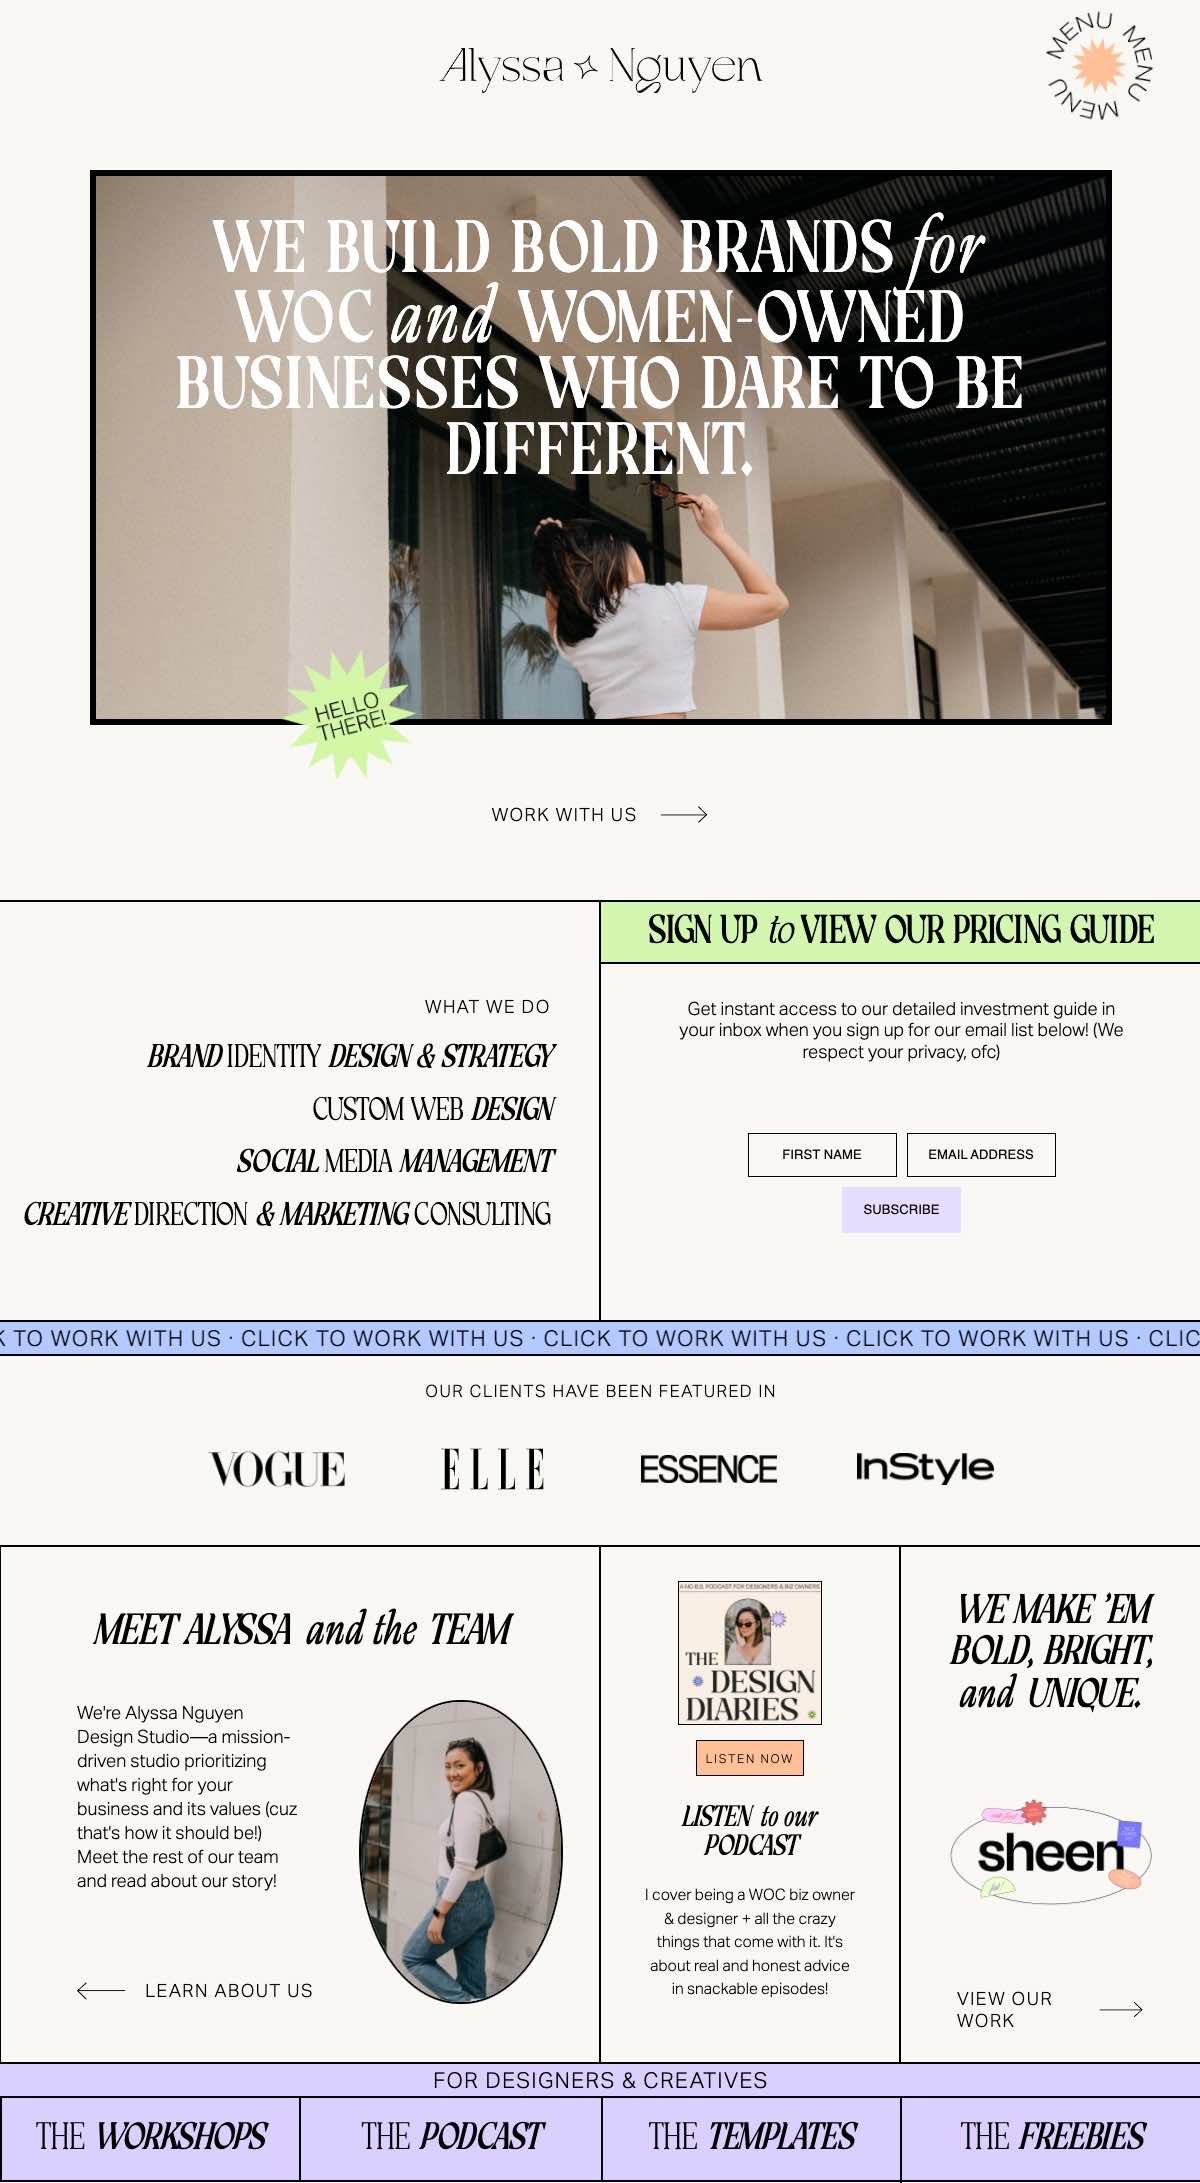 Alyssa Nguyen
MENU MENU MENU
WE BUILD BOLD BRANDS for
WOC and WOMEN-OWNED
BUSINESSES WHO DARE TO BE
DIFFERENT.
HELLO
THERE!
WORK WITH US
WHAT WE DO
BRAND IDENTITY DESIGN & STRATEGY
CUSTOM WEB DESIGN
SOCIAL MEDIA MANAGEMENT
CREATIVE DIRECTION & MARKETING CONSULTING
SIGN UP to VIEW OUR PRICING GUIDE
Get instant access to our detailed investment guide in
your inbox when you sign up for our email list below! (We
respect your privacy, ofc)
FIRST NAME
EMAIL ADDRESS
SUBSCRIBE
K TO WORK WITH US · CLICK TO WORK WITH US · CLICK TO WORK WITH US · CLICK TO WORK WITH US · CLIC
OUR CLIENTS HAVE BEEN FEATURED IN
VOGUE
ELLE
ESSENCE
InStyle
MEET ALYSSA and the TEAM
We're Alyssa Nguyen
Design Studio—a mission-
driven studio prioritizing
what's right for your
business and its values (cuz
that's how it should be!)
Meet the rest of our team
and read about our story!
LEARN ABOUT US
A NO B.S. PODCAST FOR DESIGNERS & BIZ OWNERS
THE
DESIGN
DIARIES
LISTEN NOW
LISTEN to our
PODCAST
I cover being a WOC biz owner
& designer + all the crazy
things that come with it. It's
about real and honest advice
in snackable episodes!
WE MAKE 'EM
BOLD, BRIGHT,
and UNIQUE.
sheen
VIEW OUR
WORK
FOR DESIGNERS & CREATIVES
THE WORKSHOPS
THE PODCAST
THE TEMPLATES
THE FREEBIES